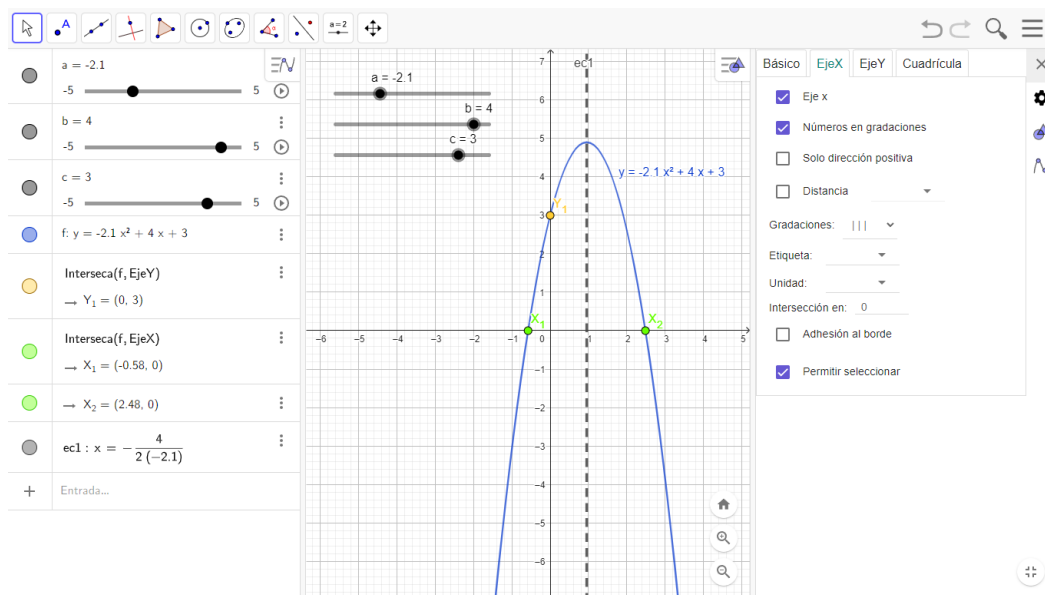 A
α
a = 2
a = -2.1
-5
5
b = 4
-5
5
c = 3
-5
5
f: y = -2.1 x² + 4 x + 3
Interseca(f, EjeY)
→ Y₁ = (0, 3)
Interseca(f, EjeX)
→ X₁ = (-0.58, 0)
→ X₂ = (2.48, 0)
ec1 : x = − 4 / 2 (−2.1)
+ Entrada...
ec1
a = -2.1
b = 4
c = 3
y = -2.1 x² + 4 x + 3
Y₁
X₁
X₂
7
6
5
4
3
2
1
−6 −5 −4 −3 −2 −1 0 1 2 3 4 5
−1
−2
−3
−4
−5
−6
Básico EjeX EjeY Cuadrícula
Eje x
Números en gradaciones
Solo dirección positiva
Distancia
Gradaciones: | | |
Etiqueta:
Unidad:
Intersección en: 0
Adhesión al borde
Permitir seleccionar